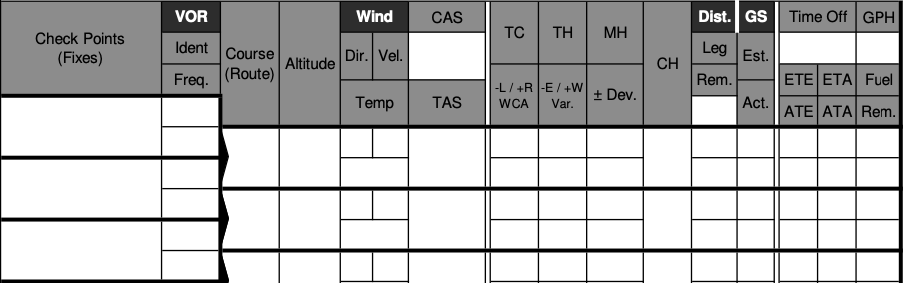 Check Points
(Fixes)
VOR
Ident
Freq.
Course
(Route)
Altitude
Wind
Dir. Vel.
Temp
CAS
TAS
TC
-L / +R
WCA
TH
-E / +W
Var.
MH
± Dev.
CH
Dist.
Leg
Rem.
GS
Est.
Act.
Time Off
GPH
ETE ETA Fuel
ATE ATA Rem.